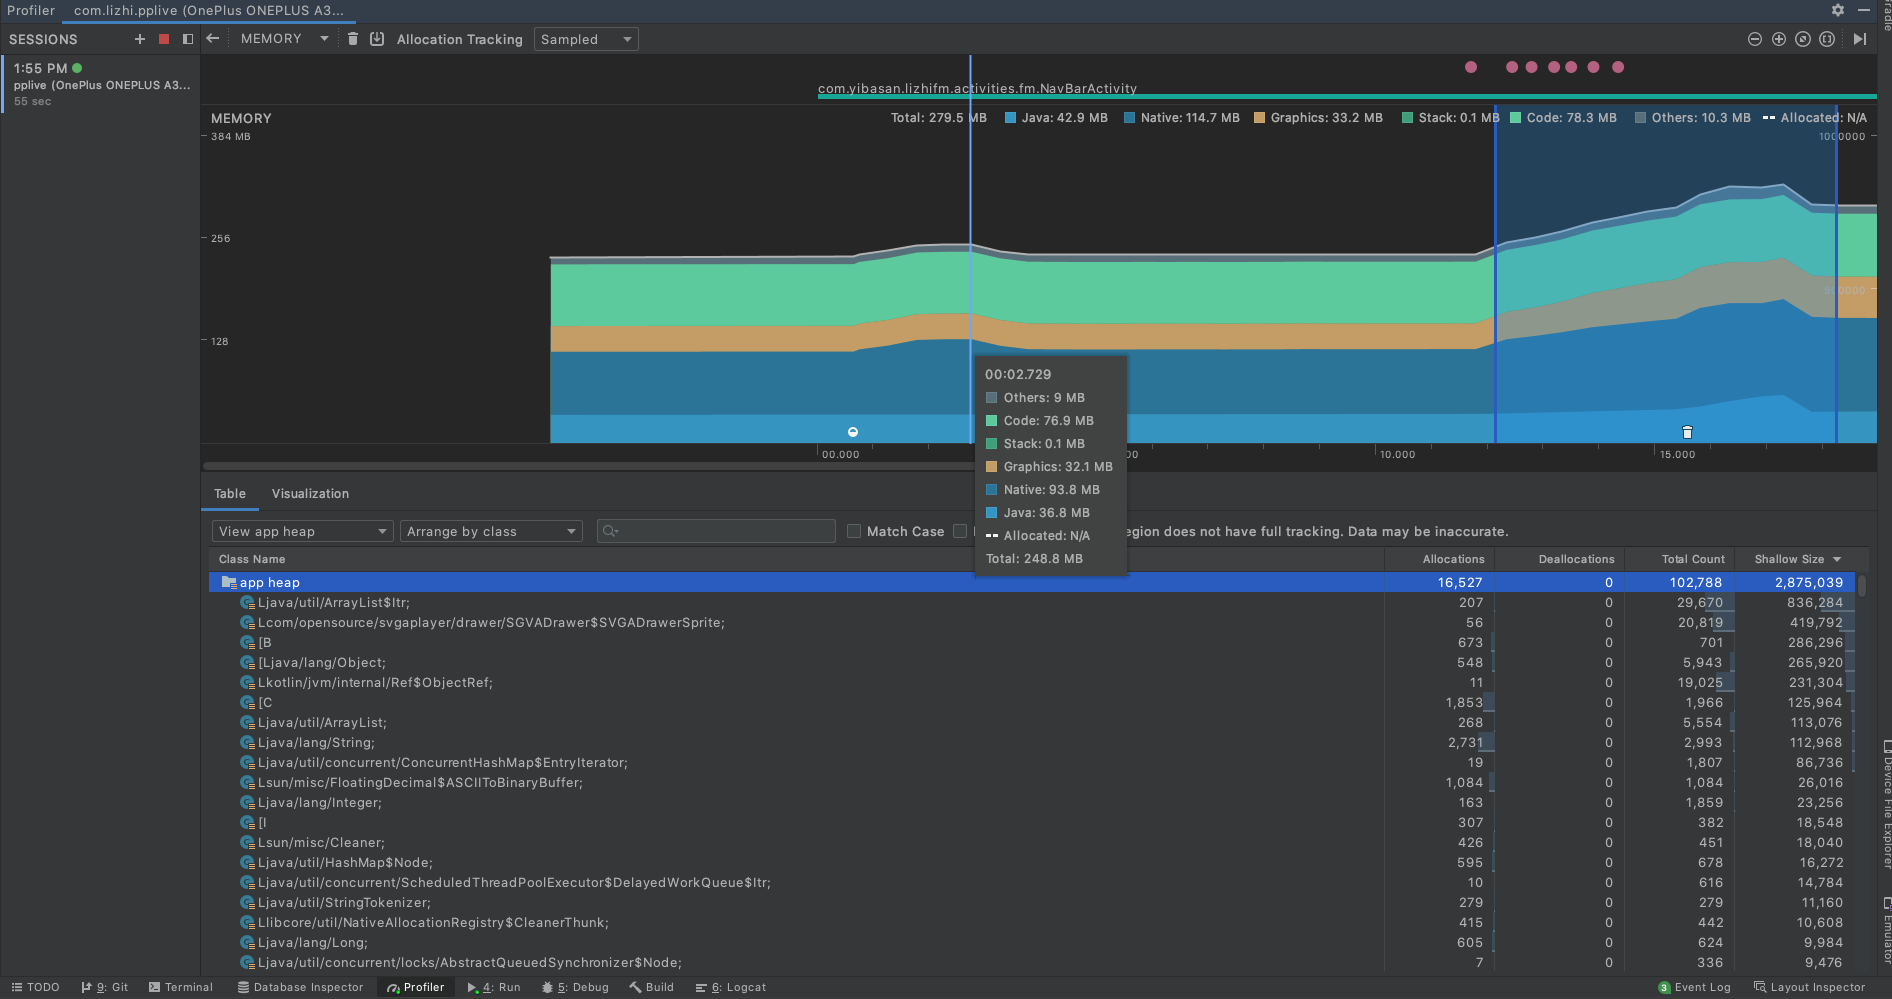 Profiler com.lizhi.pplive (OnePlus ONEPLUS A3...
SESSIONS MEMORY Allocation Tracking Sampled
1:55 PM
pplive (OnePlus ONEPLUS A3...
55 sec
com.yibasan.lizhifm.activities.fm.NavBarActivity
MEMORY Total: 279.5 MB Java: 42.9 MB Native: 114.7 MB Graphics: 33.2 MB Stack: 0.1 MB Code: 78.3 MB Others: 10.3 MB Allocated: N/A
384 MB 1000000
256
500000
128
00:02.729
Others: 9 MB
Code: 76.9 MB
Stack: 0.1 MB
Graphics: 32.1 MB
Native: 93.8 MB
Java: 36.8 MB
Allocated: N/A
Total: 248.8 MB
00.000 00 10.000 15.000
Table Visualization
View app heap Arrange by class Match Case egion does not have full tracking. Data may be inaccurate.
Class Name Allocations Deallocations Total Count Shallow Size
app heap 16,527 0 102,788 2,875,039
Ljava/util/ArrayList$Itr; 207 0 29,670 836,284
Lcom/opensource/svgaplayer/drawer/SGVADrawer$SVGADrawerSprite; 56 0 20,819 419,792
[B 673 0 701 286,296
[Ljava/lang/Object; 548 0 5,943 265,920
Lkotlin/jvm/internal/Ref$ObjectRef; 11 0 19,025 231,304
[C 1,853 0 1,966 125,964
Ljava/util/ArrayList; 268 0 5,554 113,076
Ljava/lang/String; 2,731 0 2,993 112,968
Ljava/util/concurrent/ConcurrentHashMap$EntryIterator; 19 0 1,807 86,736
Lsun/misc/FloatingDecimal$ASCIIToBinaryBuffer; 1,084 0 1,084 26,016
Ljava/lang/Integer; 163 0 1,859 23,256
[I 307 0 382 18,548
Lsun/misc/Cleaner; 426 0 451 18,040
Ljava/util/HashMap$Node; 595 0 678 16,272
Ljava/util/concurrent/ScheduledThreadPoolExecutor$DelayedWorkQueue$Itr; 10 0 616 14,784
Ljava/util/StringTokenizer; 279 0 279 11,160
Llibcore/util/NativeAllocationRegistry$CleanerThunk; 415 0 442 10,608
Ljava/lang/Long; 605 0 624 9,984
Ljava/util/concurrent/locks/AbstractQueuedSynchronizer$Node; 7 0 336 9,476
TODO 9: Git Terminal Database Inspector Profiler 4: Run 5: Debug Build 6: Logcat 3 Event Log Layout Inspector
Device File Explorer
Emulator